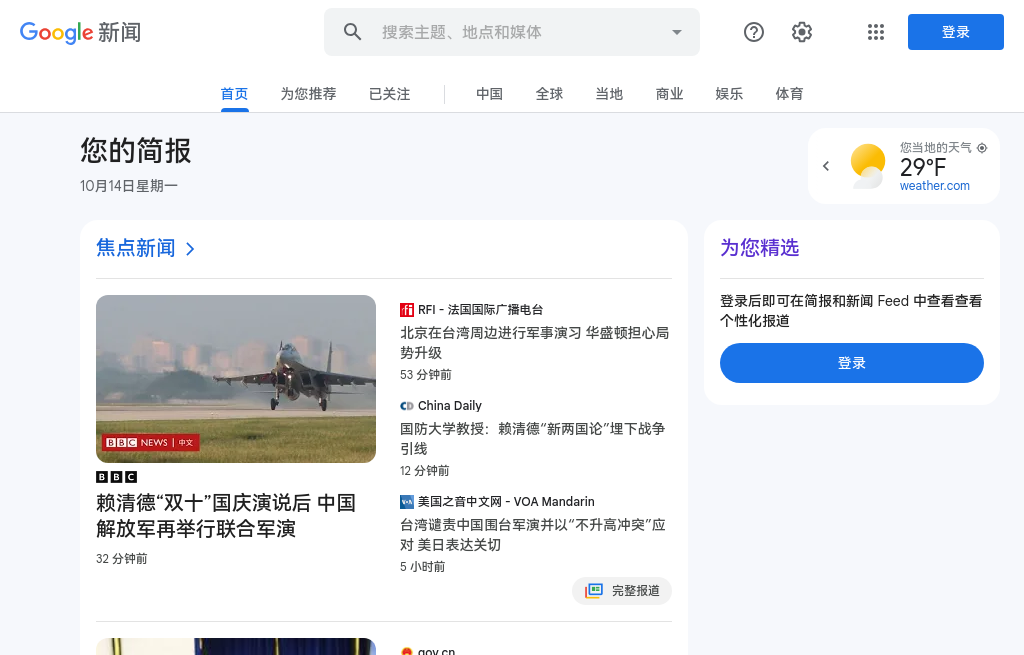 Google 新闻
搜索主题、地点和媒体
登录
首页
为您推荐
已关注
中国
全球
当地
商业
娱乐
体育
您的简报
10月14日星期一
您当地的天气
29°F
weather.com
焦点新闻
BBC NEWS 中文
BBC
赖清德“双十”国庆演说后 中国
解放军再举行联合军演
32 分钟前
rfi
RFI - 法国国际广播电台
北京在台湾周边进行军事演习 华盛顿担心局
势升级
53 分钟前
CD
China Daily
国防大学教授：赖清德“新两国论”埋下战争
引线
12 分钟前
VOA
美国之音中文网 - VOA Mandarin
台湾谴责中国围台军演并以“不升高冲突”应
对 美日表达关切
5 小时前
完整报道
gov.cn
为您精选
登录后即可在简报和新闻 Feed 中查看查看
个性化报道
登录